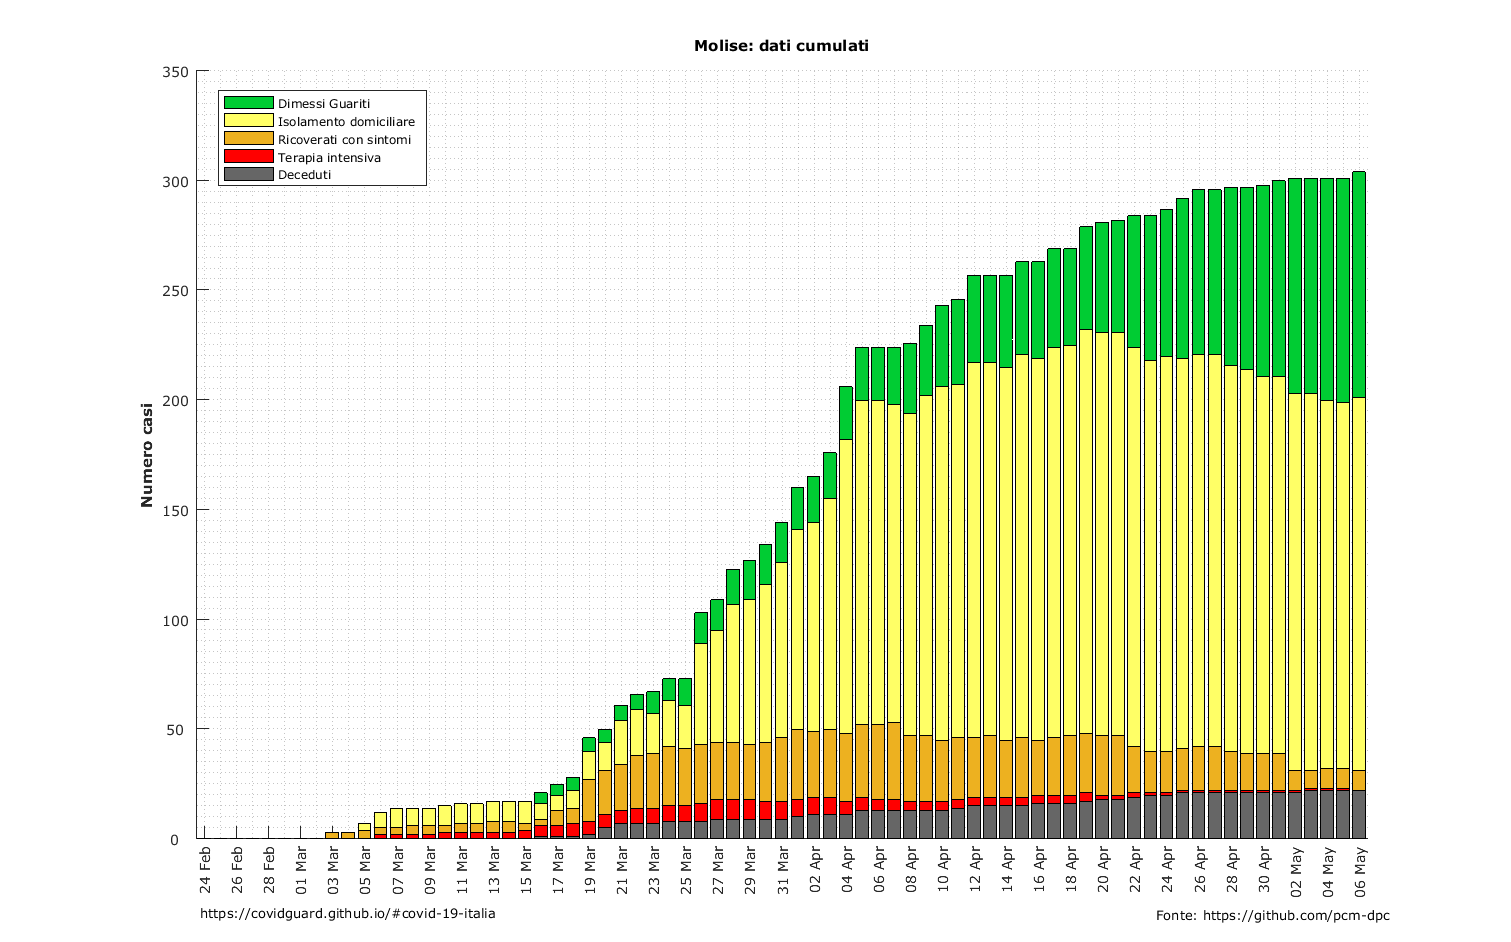 Molise: dati cumulati
350
300
250
200
150
100
50
0
Numero casi
Dimessi Guariti
Isolamento domiciliare
Ricoverati con sintomi
Terapia intensiva
Deceduti
24 Feb
26 Feb
28 Feb
01 Mar
03 Mar
05 Mar
07 Mar
09 Mar
11 Mar
13 Mar
15 Mar
17 Mar
19 Mar
21 Mar
23 Mar
25 Mar
27 Mar
29 Mar
31 Mar
02 Apr
04 Apr
06 Apr
08 Apr
10 Apr
12 Apr
14 Apr
16 Apr
18 Apr
20 Apr
22 Apr
24 Apr
26 Apr
28 Apr
30 Apr
02 May
04 May
06 May
https://covidguard.github.io/#covid-19-italia
Fonte: https://github.com/pcm-dpc